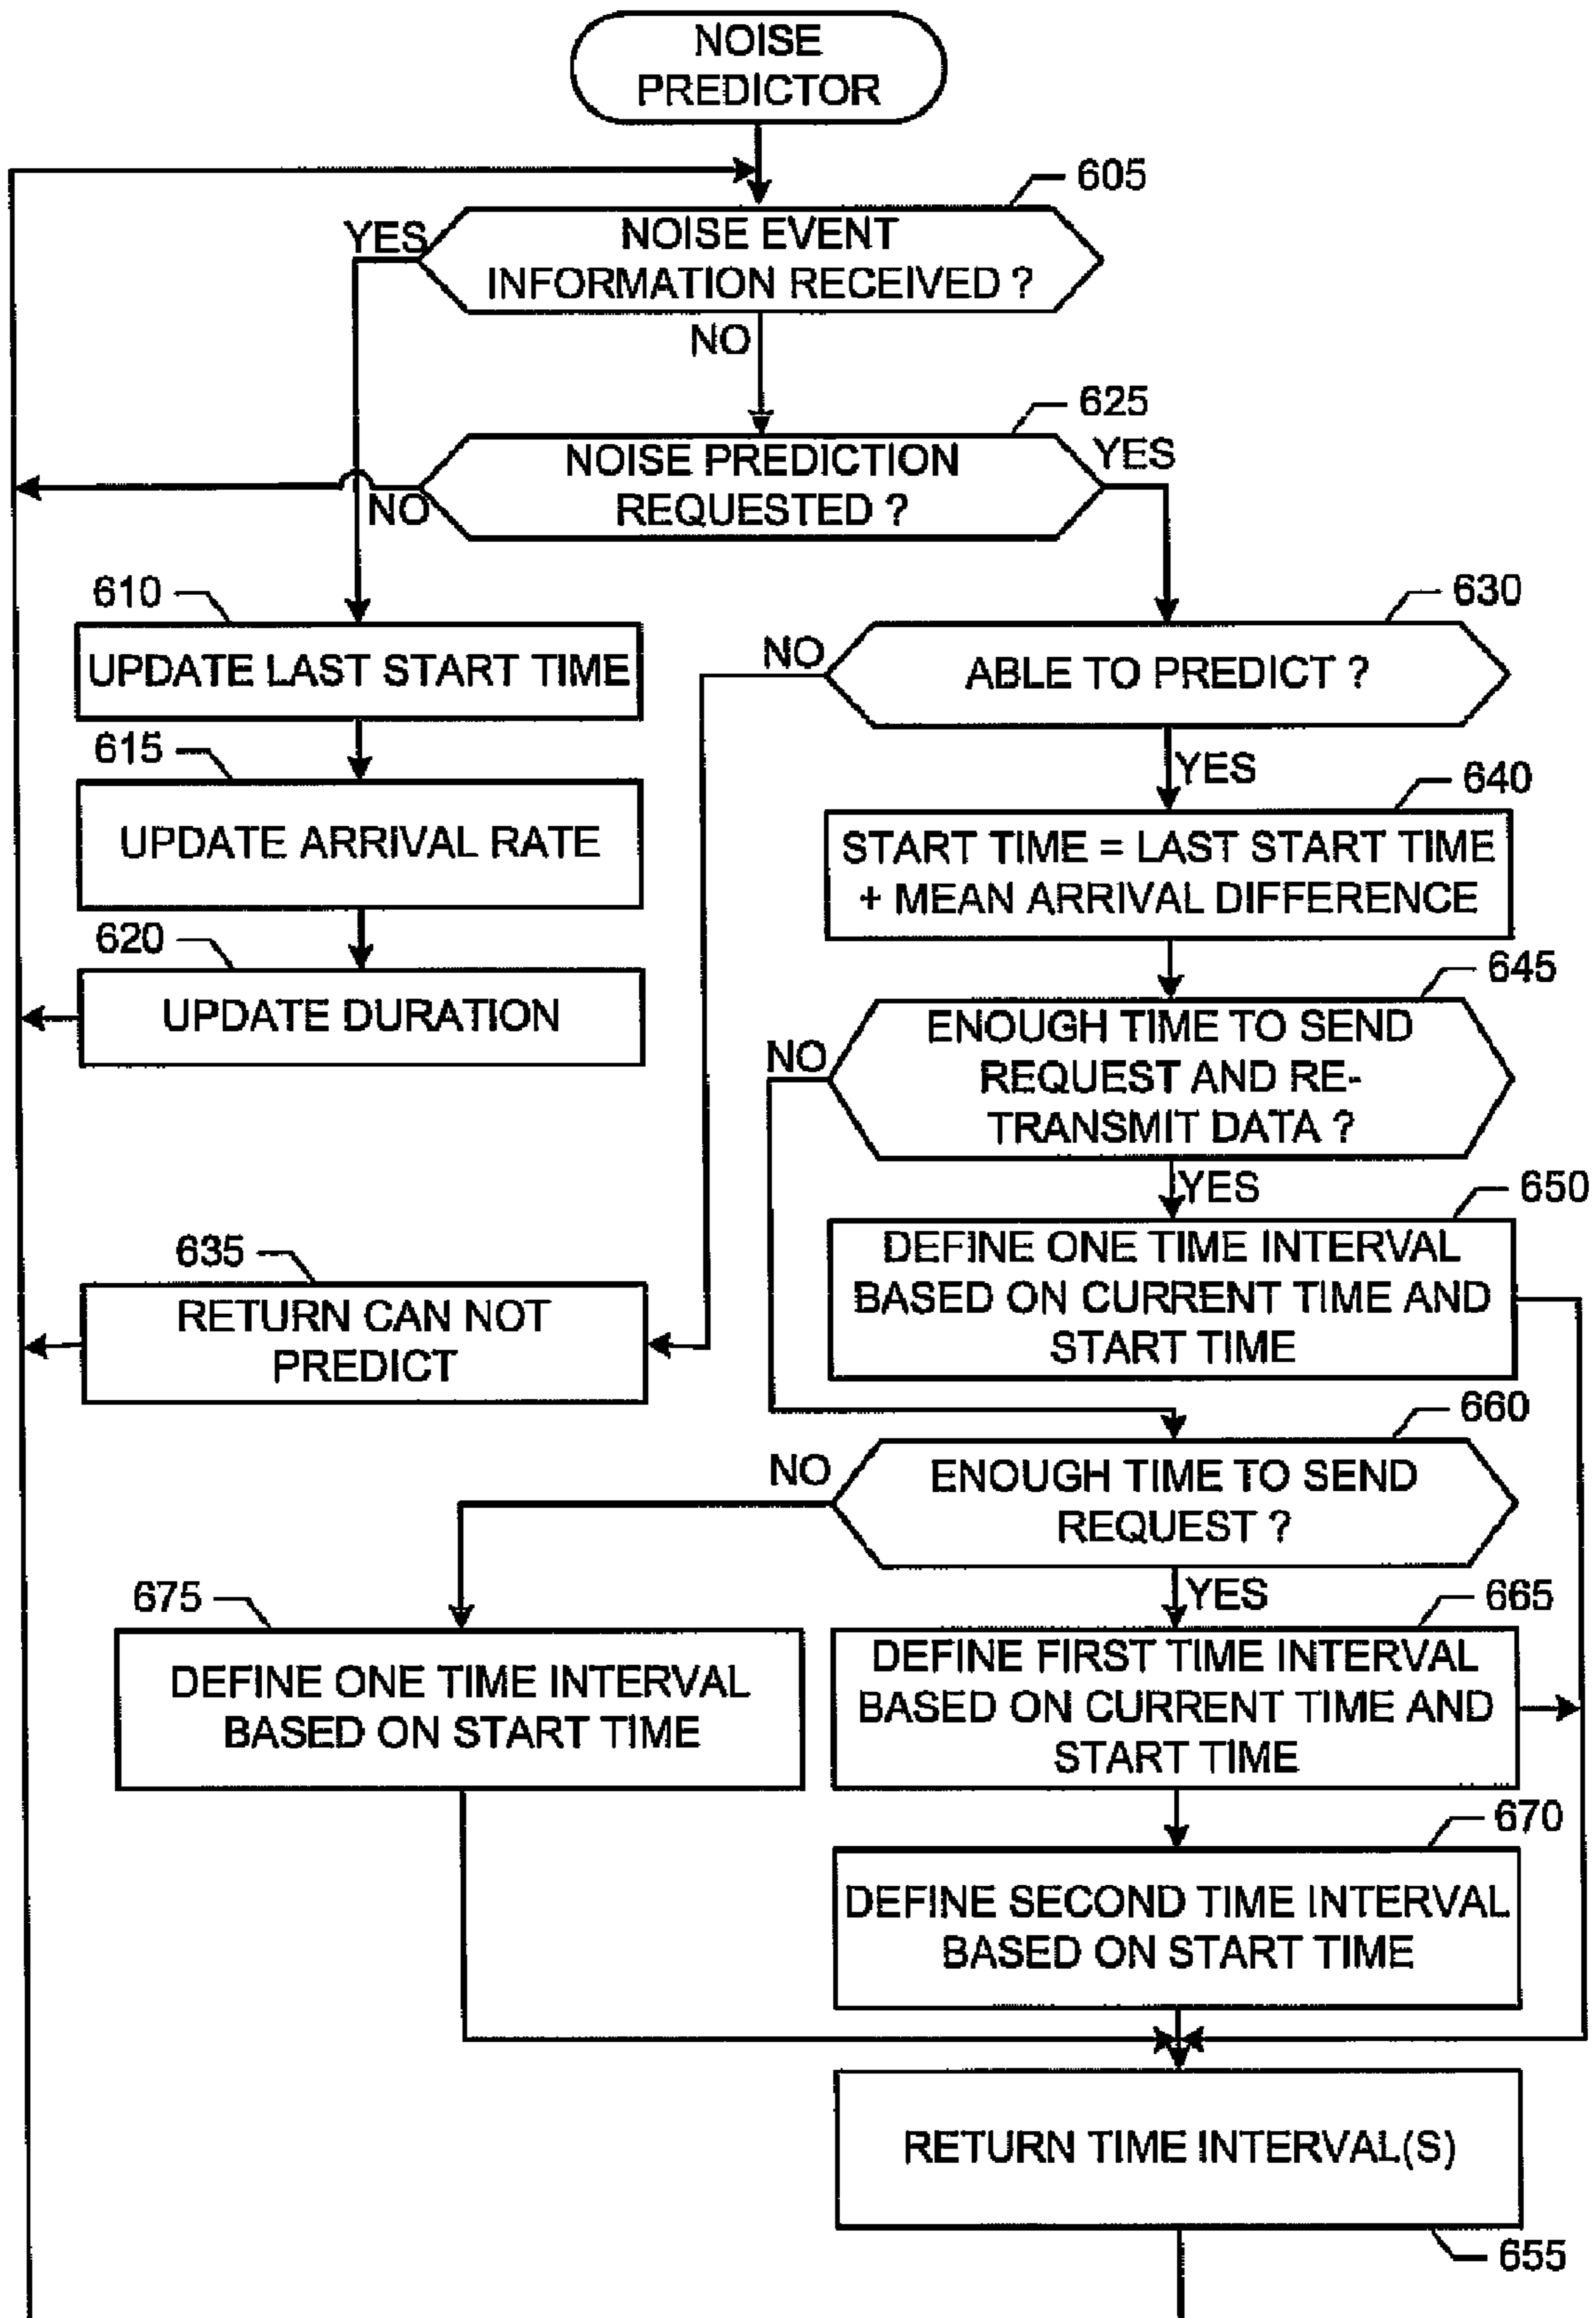 NOISE
PREDICTOR
605
YES
NOISE EVENT
INFORMATION RECEIVED ?
NO
625
NOISE PREDICTION
REQUESTED ?
YES
NO
610
UPDATE LAST START TIME
630
NO
ABLE TO PREDICT ?
YES
615
UPDATE ARRIVAL RATE
640
START TIME = LAST START TIME
+ MEAN ARRIVAL DIFFERENCE
620
UPDATE DURATION
645
NO
ENOUGH TIME TO SEND
REQUEST AND RE-
TRANSMIT DATA ?
YES
650
DEFINE ONE TIME INTERVAL
BASED ON CURRENT TIME AND
START TIME
635
RETURN CAN NOT
PREDICT
660
NO
ENOUGH TIME TO SEND
REQUEST ?
YES
675
DEFINE ONE TIME INTERVAL
BASED ON START TIME
665
DEFINE FIRST TIME INTERVAL
BASED ON CURRENT TIME AND
START TIME
670
DEFINE SECOND TIME INTERVAL
BASED ON START TIME
RETURN TIME INTERVAL(S)
655